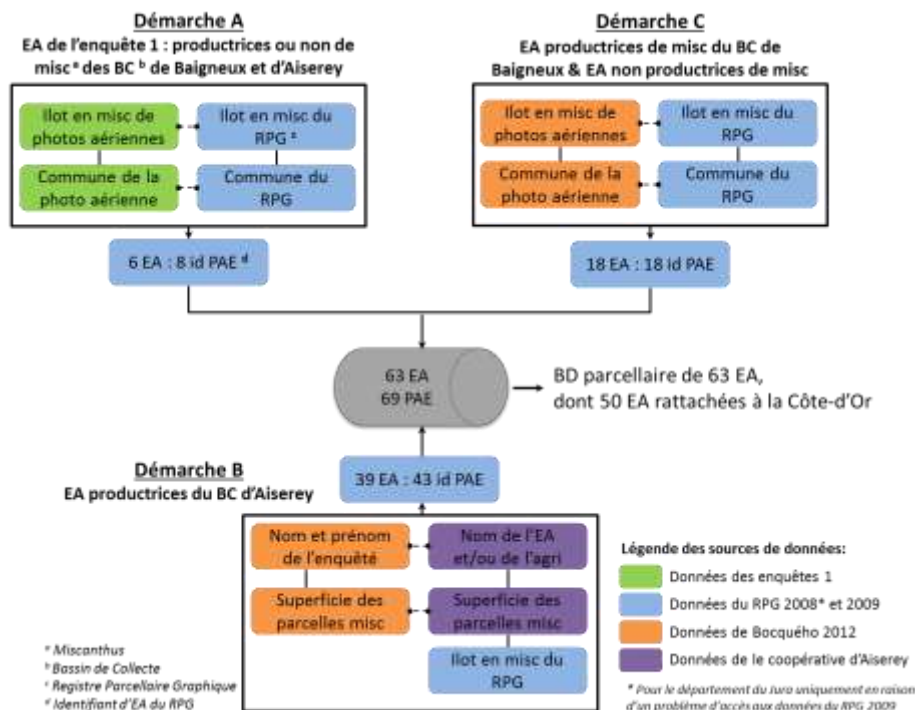 Démarche A
EA de l'enquête 1 : productrices ou non de
misc ᵃ des BC ᵇ de Baigneux et d'Aiserey
Ilot en misc de
photos aériennes
Ilot en misc du
RPG ᶜ
Commune de la
photo aérienne
Commune du
RPG
6 EA : 8 id PAE ᵈ
Démarche C
EA productrices de misc du BC de
Baigneux & EA non productrices de misc
Ilot en misc de
photos aériennes
Ilot en misc du
RPG
Commune de la
photo aérienne
Commune du
RPG
18 EA : 18 id PAE
63 EA
69 PAE
BD parcellaire de 63 EA,
dont 50 EA rattachées à la Côte-d'Or
Démarche B
EA productrices du BC d'Aiserey
39 EA : 43 id PAE
Nom et prénom
de l'enquêté
Nom de l'EA
et/ou de l'agri
Superficie des
parcelles misc
Superficie des
parcelles misc
Ilot en misc du
RPG
ᵃ Miscanthus
ᵇ Bassin de Collecte
ᶜ Registre Parcellaire Graphique
ᵈ Identifiant d'EA du RPG
Légende des sources de données:
Données des enquêtes 1
Données du RPG 2008* et 2009
Données de Bocquého 2012
Données de le coopérative d'Aiserey
* Pour le département du Jura uniquement en raison
d'un problème d'accès aux données du RPG 2009